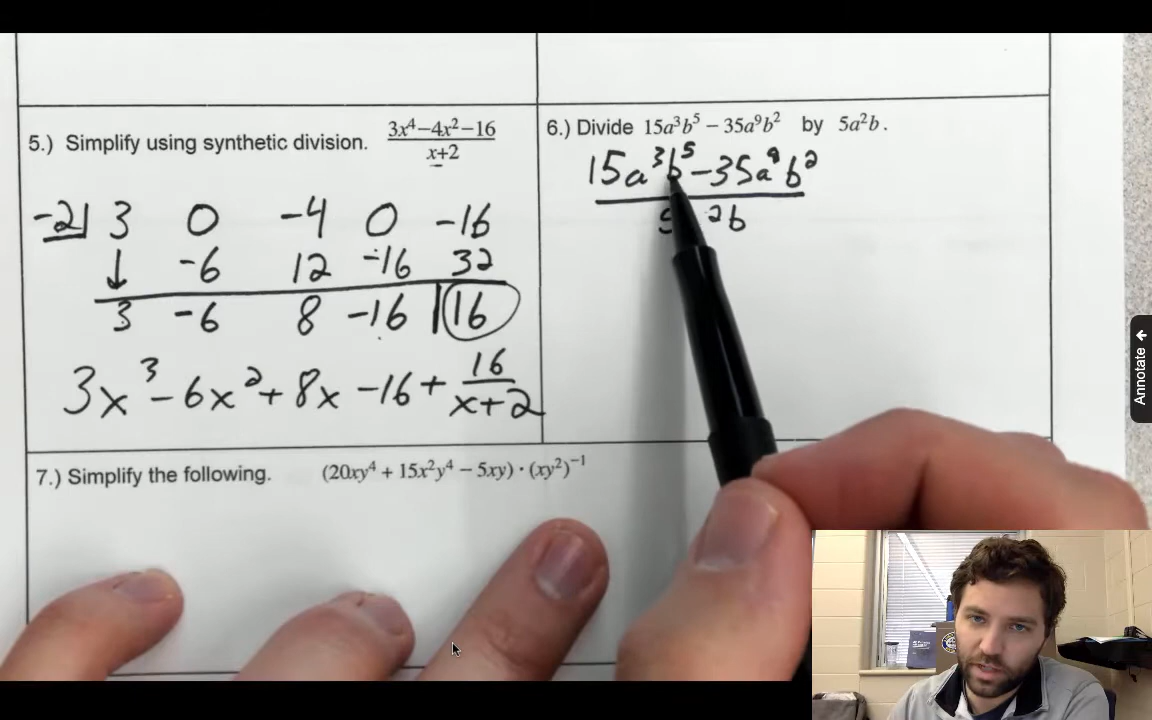 5.) Simplify using synthetic division. 3x⁴−4x²−16 / x+2
-2| 3 0 -4 0 -16
↓ -6 12 -16 32
3 -6 8 -16 |16
3x³ - 6x² + 8x - 16 + 16/x+2
6.) Divide 15a³b⁵ − 35a⁹b² by 5a²b.
15a³b⁵ - 35a⁹b²
5 2b
7.) Simplify the following. (20xy⁴ + 15x²y⁴ − 5xy) · (xy²)⁻¹
Annotate